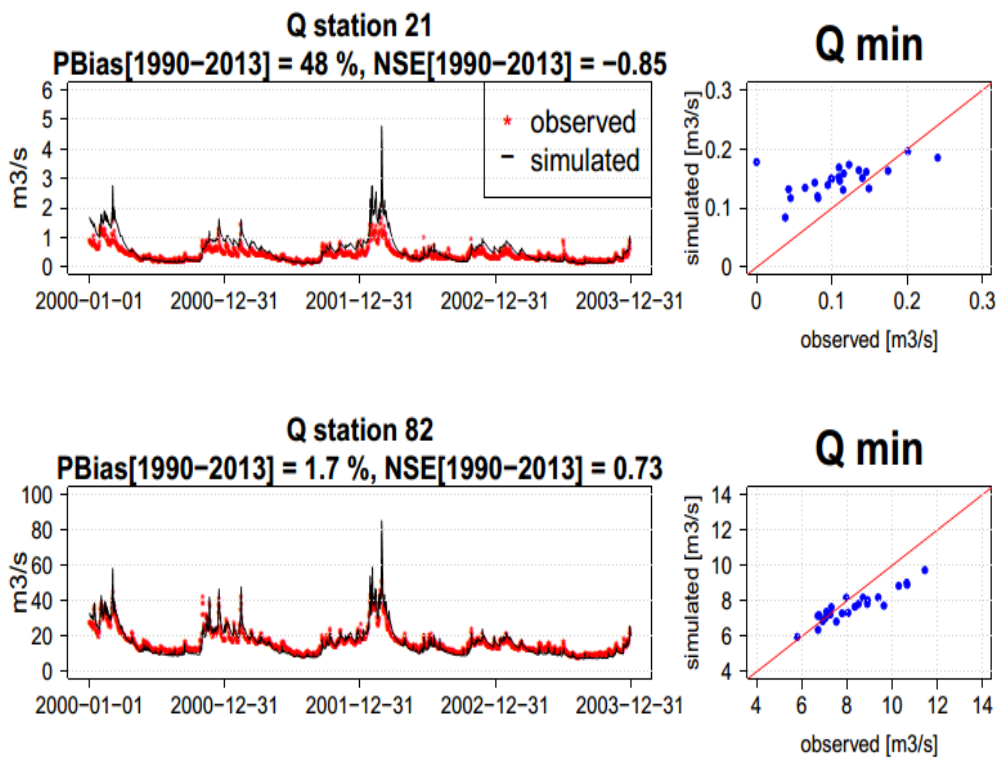 Q station 21
PBias[1990−2013] = 48 %, NSE[1990−2013] = −0.85
m3/s
6
5
4
3
2
1
0
* observed
− simulated
2000−01−01 2000−12−31 2001−12−31 2002−12−31 2003−12−31
Q min
simulated [m3/s]
0.3
0.2
0.1
0
0 0.1 0.2 0.3
observed [m3/s]
Q station 82
PBias[1990−2013] = 1.7 %, NSE[1990−2013] = 0.73
m3/s
100
80
60
40
20
0
2000−01−01 2000−12−31 2001−12−31 2002−12−31 2003−12−31
Q min
simulated [m3/s]
14
12
10
8
6
4
4 6 8 10 12 14
observed [m3/s]